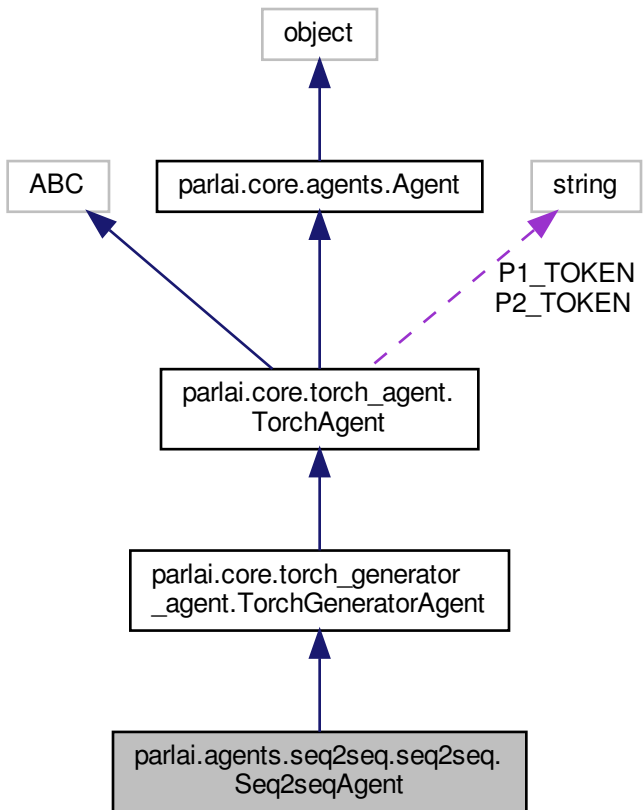 object
ABC
parlai.core.agents.Agent
string
P1_TOKEN
P2_TOKEN
parlai.core.torch_agent.
TorchAgent
parlai.core.torch_generator
_agent.TorchGeneratorAgent
parlai.agents.seq2seq.seq2seq.
Seq2seqAgent